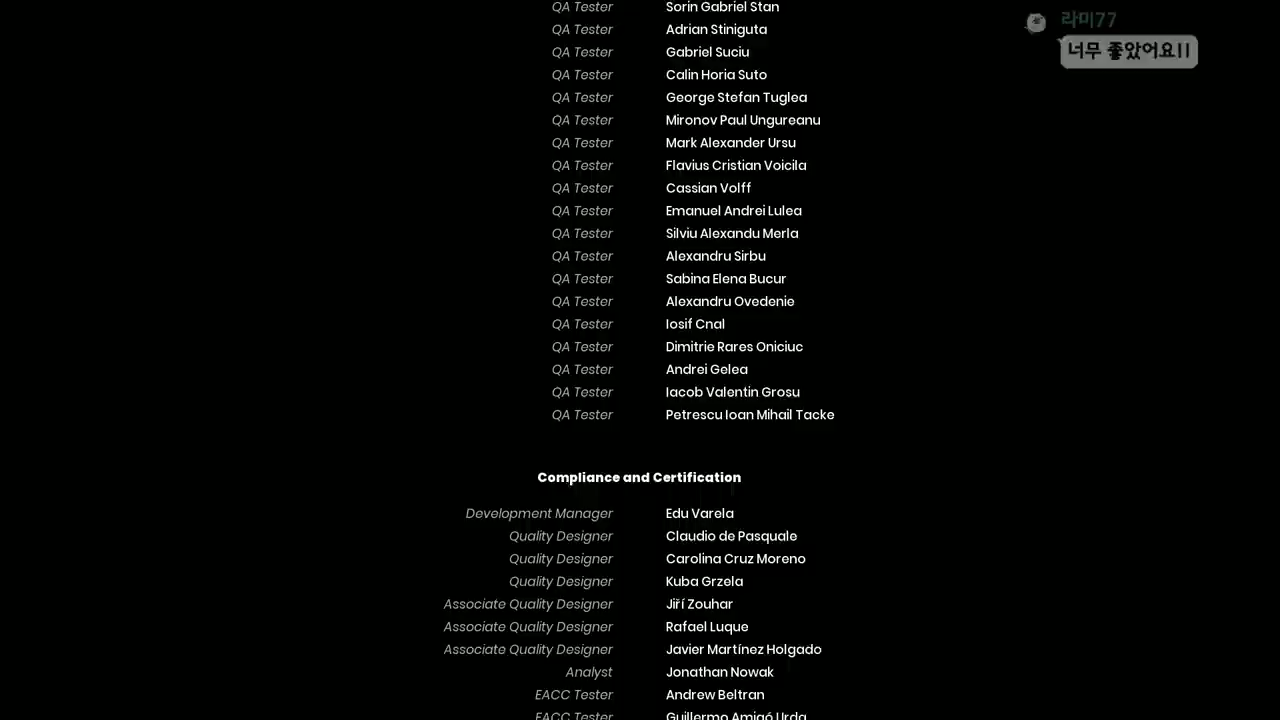 QA Tester Sorin Gabriel Stan
라미77
QA Tester Adrian Stiniguta
너무 좋았어요!!
QA Tester Gabriel Suciu
QA Tester Calin Horia Suto
QA Tester George Stefan Tuglea
QA Tester Mironov Paul Ungureanu
QA Tester Mark Alexander Ursu
QA Tester Flavius Cristian Voicila
QA Tester Cassian Volff
QA Tester Emanuel Andrei Lulea
QA Tester Silviu Alexandu Merla
QA Tester Alexandru Sirbu
QA Tester Sabina Elena Bucur
QA Tester Alexandru Ovedenie
QA Tester Iosif Cnal
QA Tester Dimitrie Rares Oniciuc
QA Tester Andrei Gelea
QA Tester Iacob Valentin Grosu
QA Tester Petrescu Ioan Mihail Tacke
Compliance and Certification
Development Manager Edu Varela
Quality Designer Claudio de Pasquale
Quality Designer Carolina Cruz Moreno
Quality Designer Kuba Grzela
Associate Quality Designer Jiří Zouhar
Associate Quality Designer Rafael Luque
Associate Quality Designer Javier Martínez Holgado
Analyst Jonathan Nowak
EACC Tester Andrew Beltran
EACC Tester Guillermo Amigó Urda